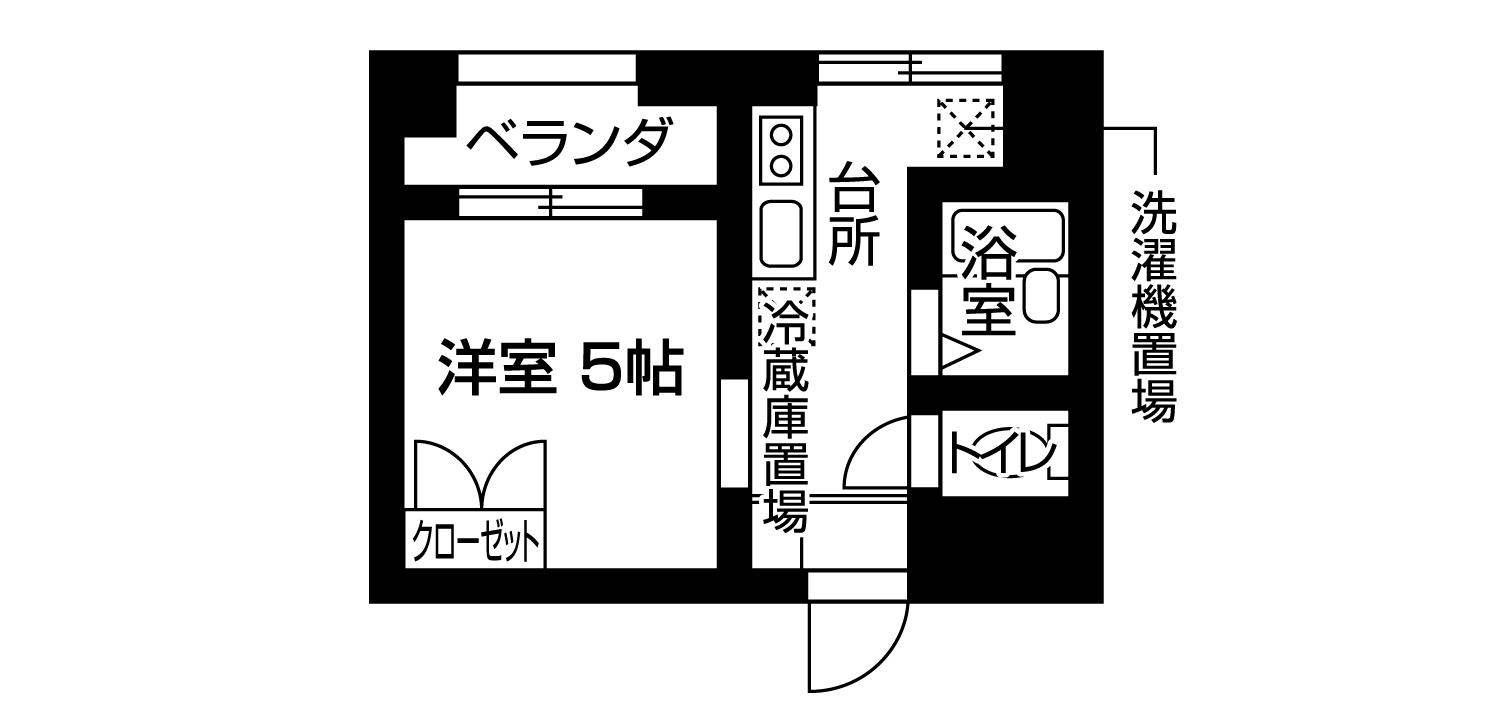 ベランダ
台所
洗濯機置場
浴室
冷蔵庫置場
洋室 5帖
トイレ
クローゼット